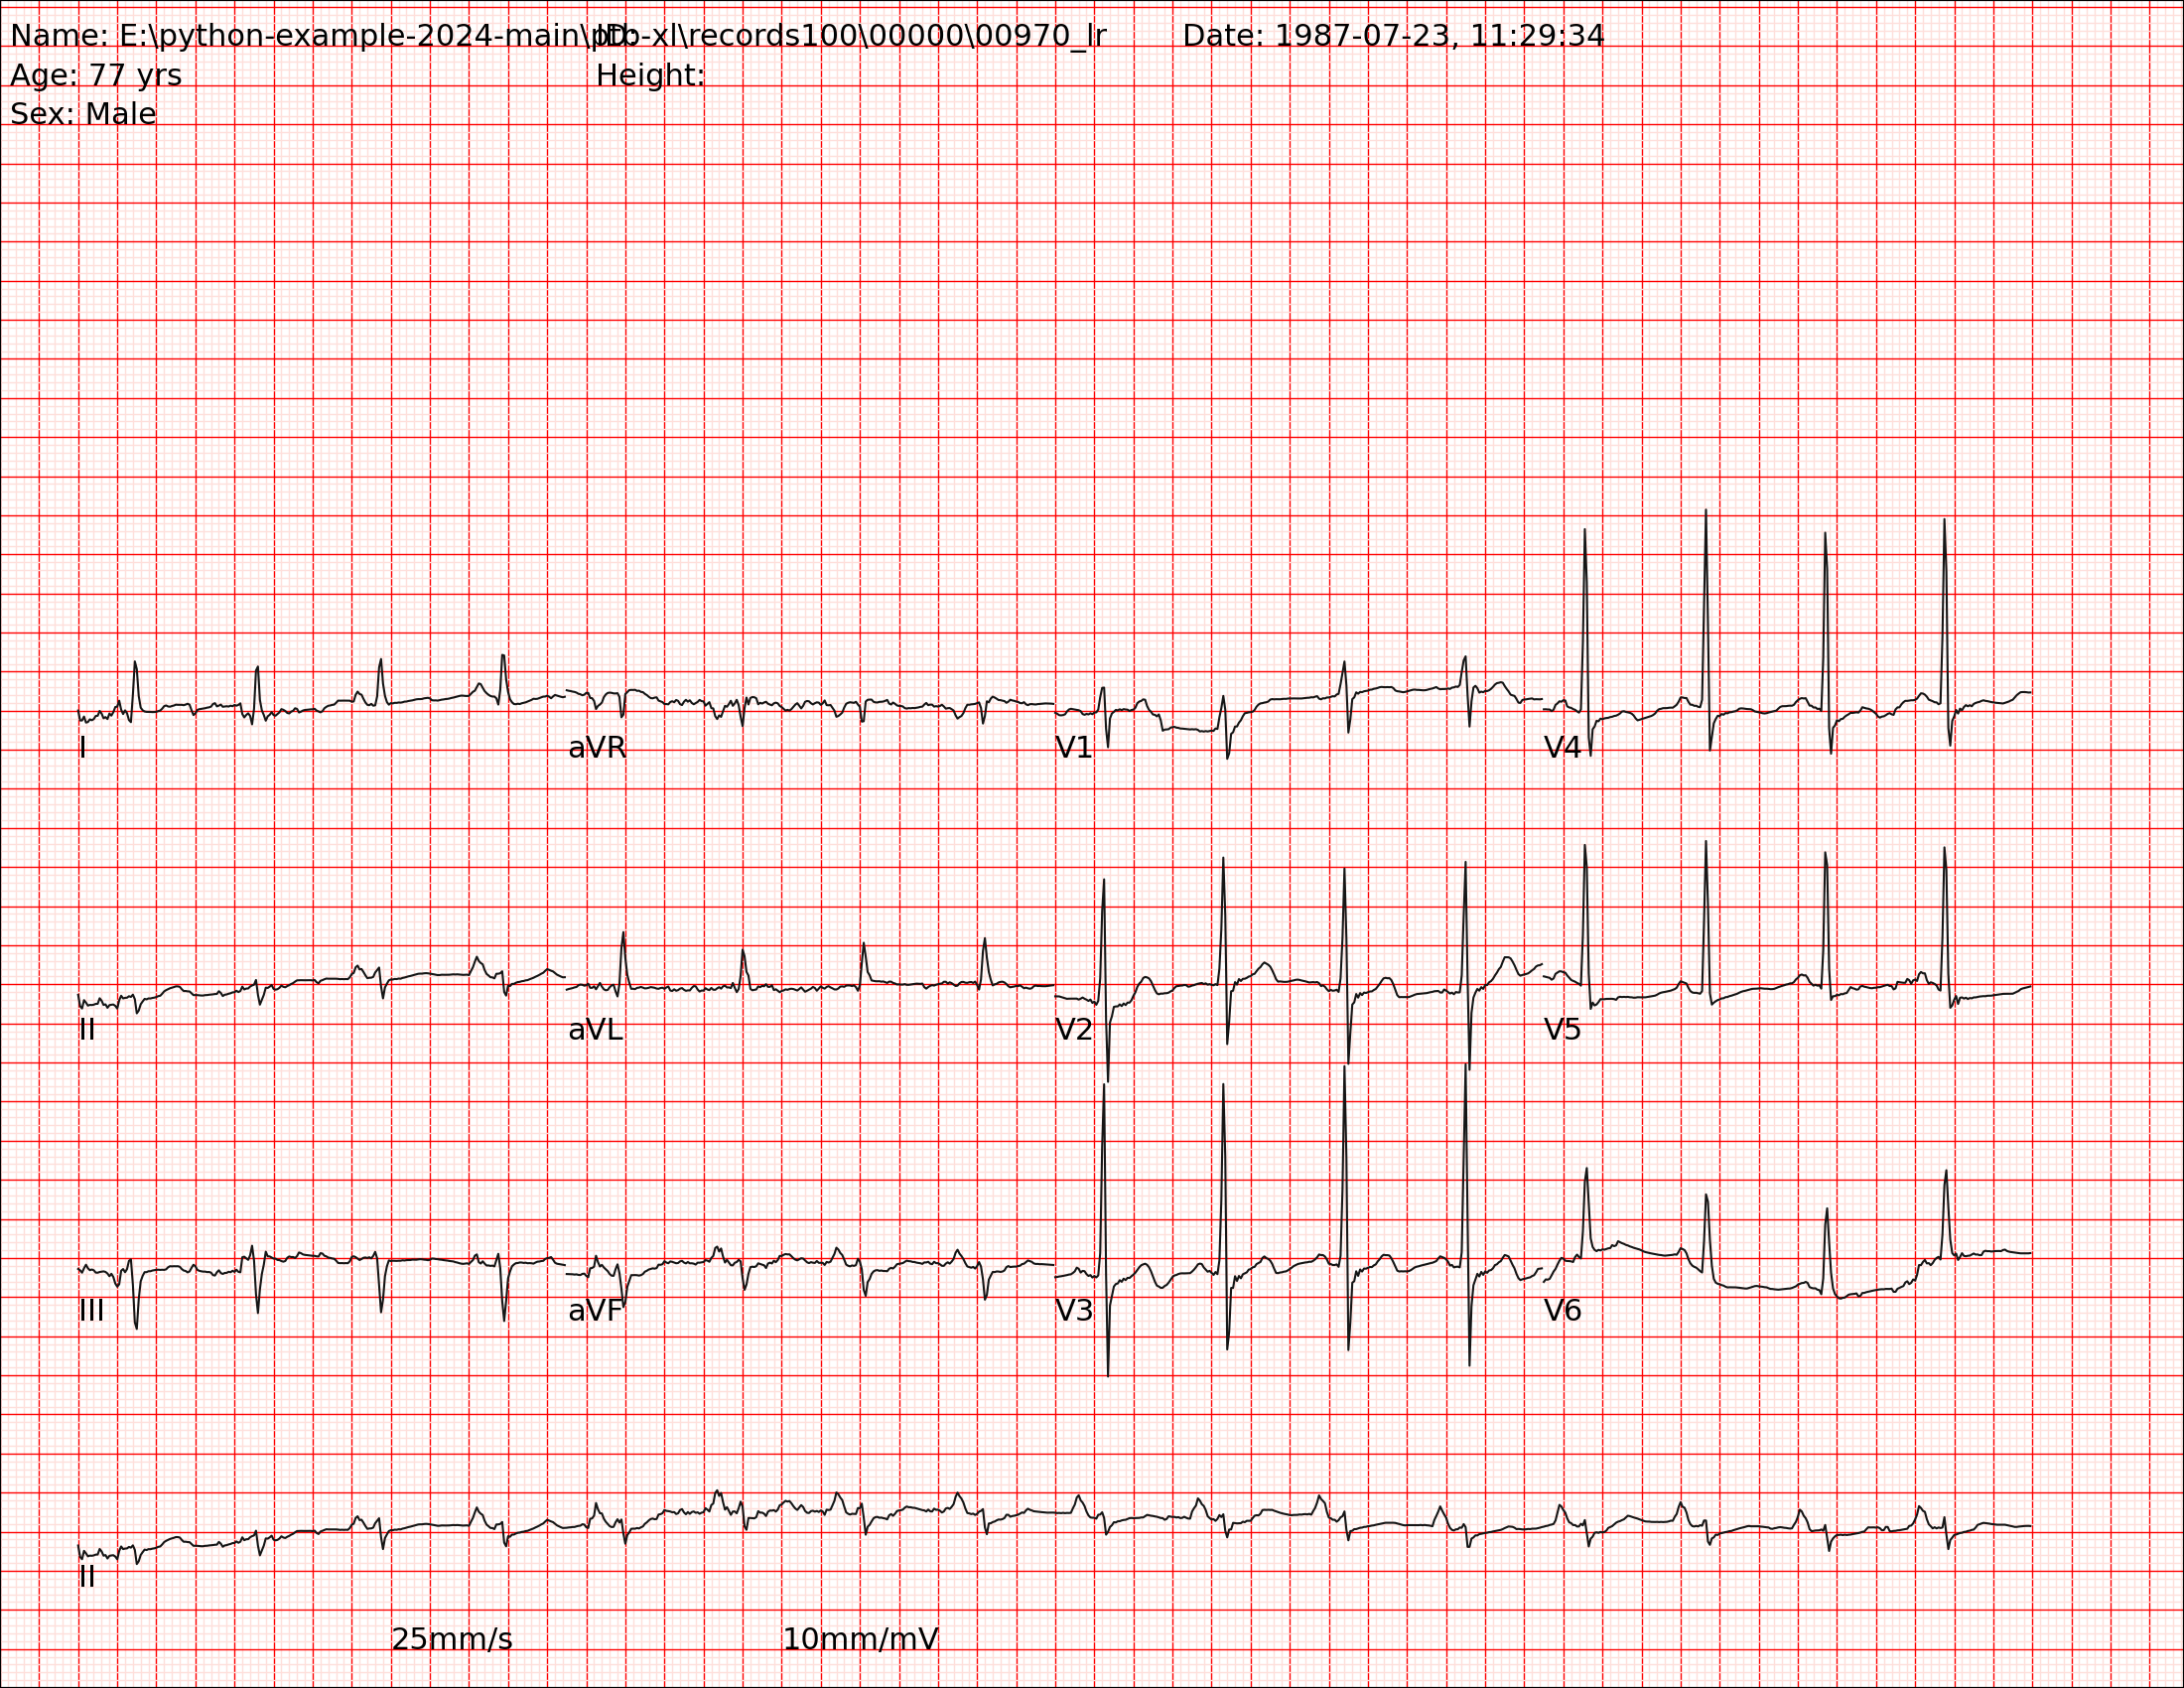 Name: E:\python-example-2024-main\ptb-xl\records100\00000\00970_lr ID: Date: 1987-07-23, 11:29:34
Age: 77 yrs Height:
Sex: Male
I aVR V1 V4
II aVL V2 V5
III aVF V3 V6
II
25mm/s 10mm/mV